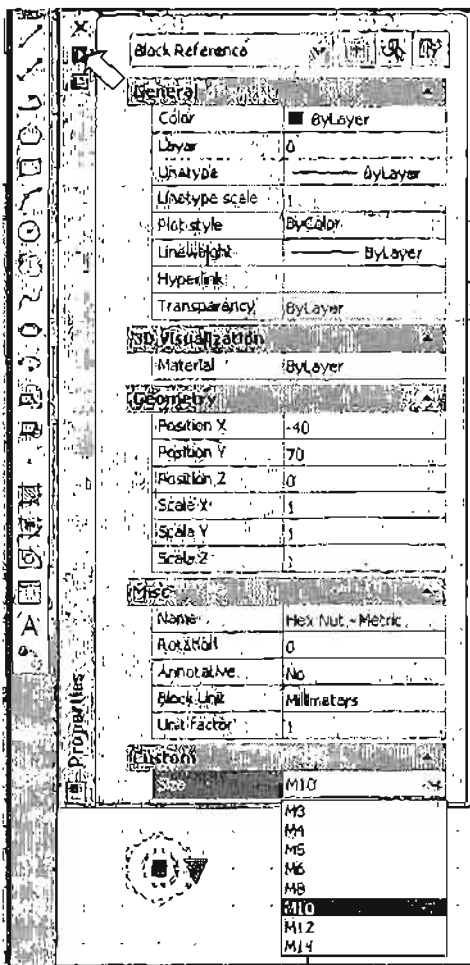 Block Reference
General
Color ByLayer
Layer 0
Linetype ByLayer
Linetype scale 1
Plot style ByColor
Lineweight ByLayer
Hyperlink
Transparency ByLayer
3D Visualization
Material ByLayer
Geometry
Position X -40
Position Y 70
Position Z 0
Scale X 1
Scale Y 1
Scale Z 1
Misc
Name Hex Nut - Metric
Rotation 0
Annotative No
Block Unit Millimeters
Unit factor 1
Custom
Size M10
M3
M4
M5
M6
M8
M10
M12
M14
Properties
A